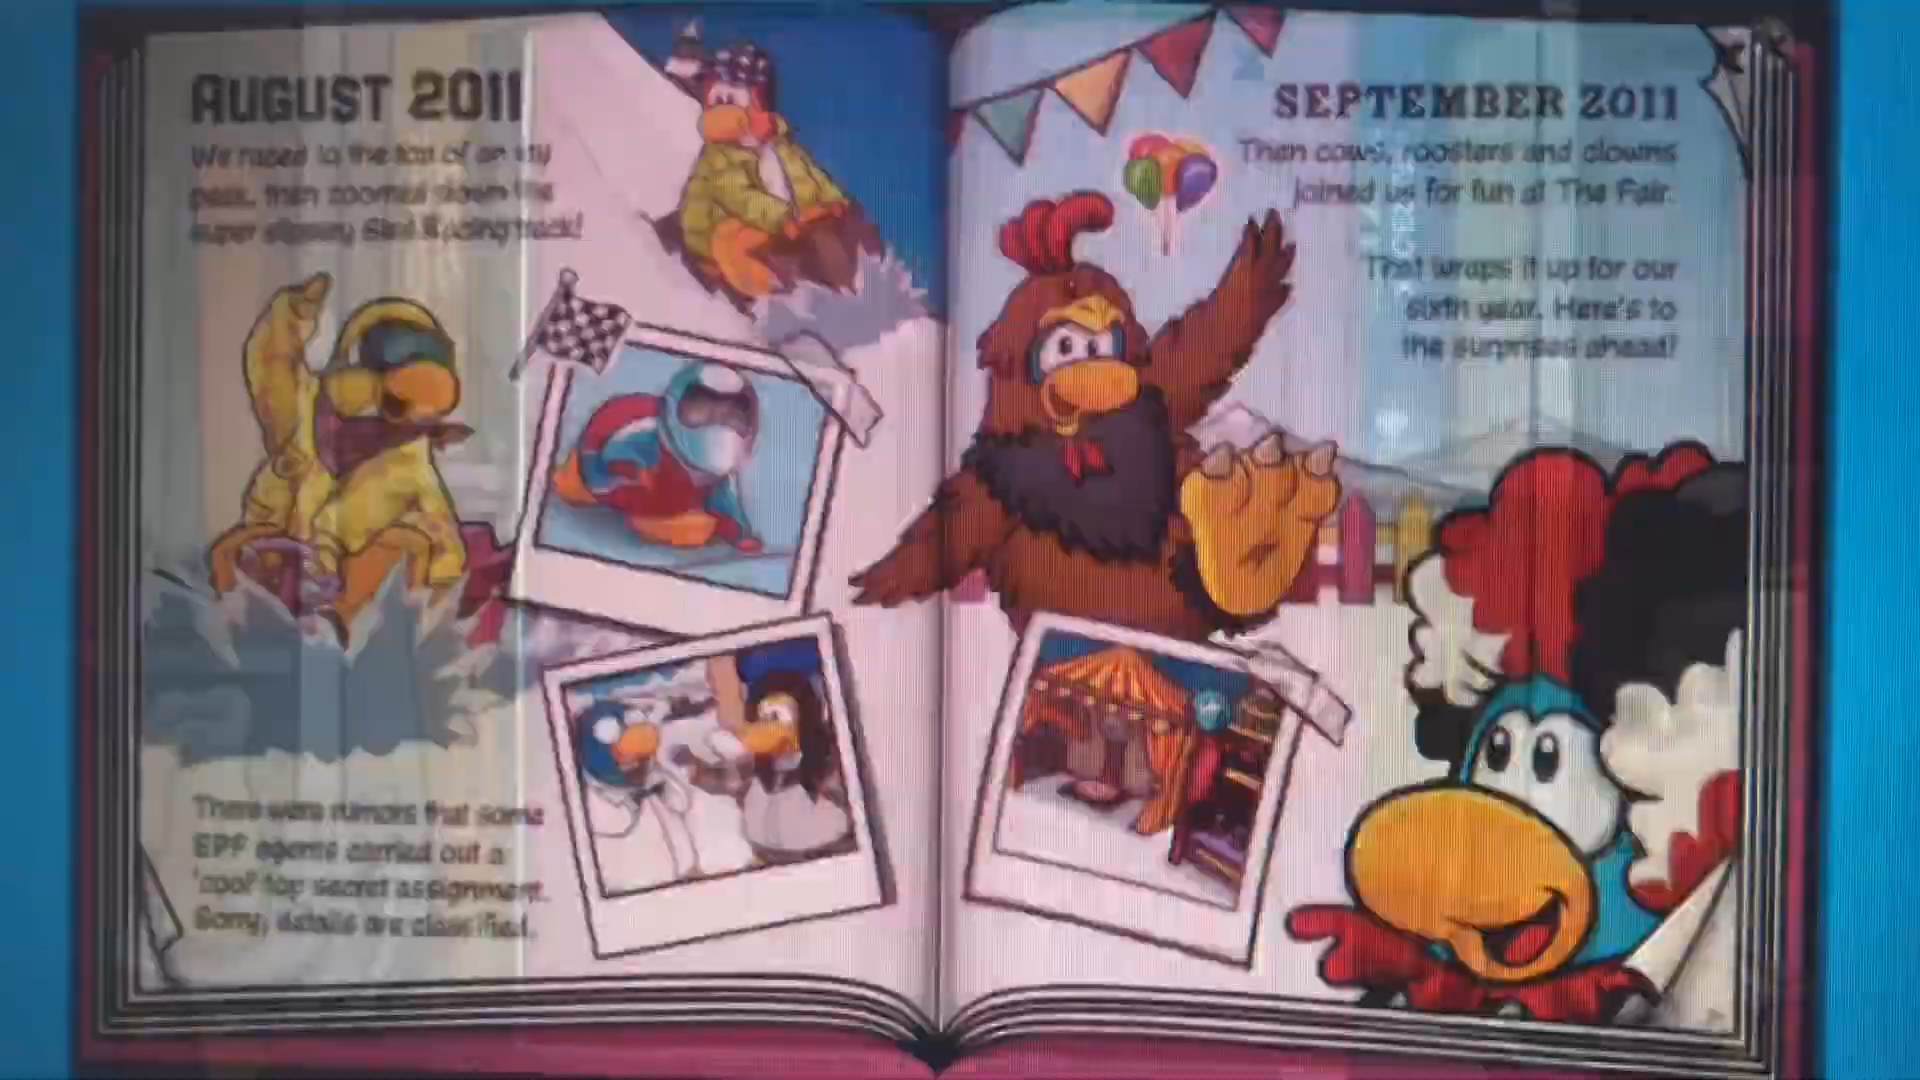 AUGUST 2011
We raced to the top of an icy
peak, then zoomed down the
super slippery Sled Racing track!
There were rumors that some
EPF agents carried out a
'cool' top secret assignment.
Sorry, details are classified.
SEPTEMBER 2011
Then cows, roosters and clowns
joined us for fun at The Fair.
That wraps it up for our
sixth year. Here's to
the surprises ahead!